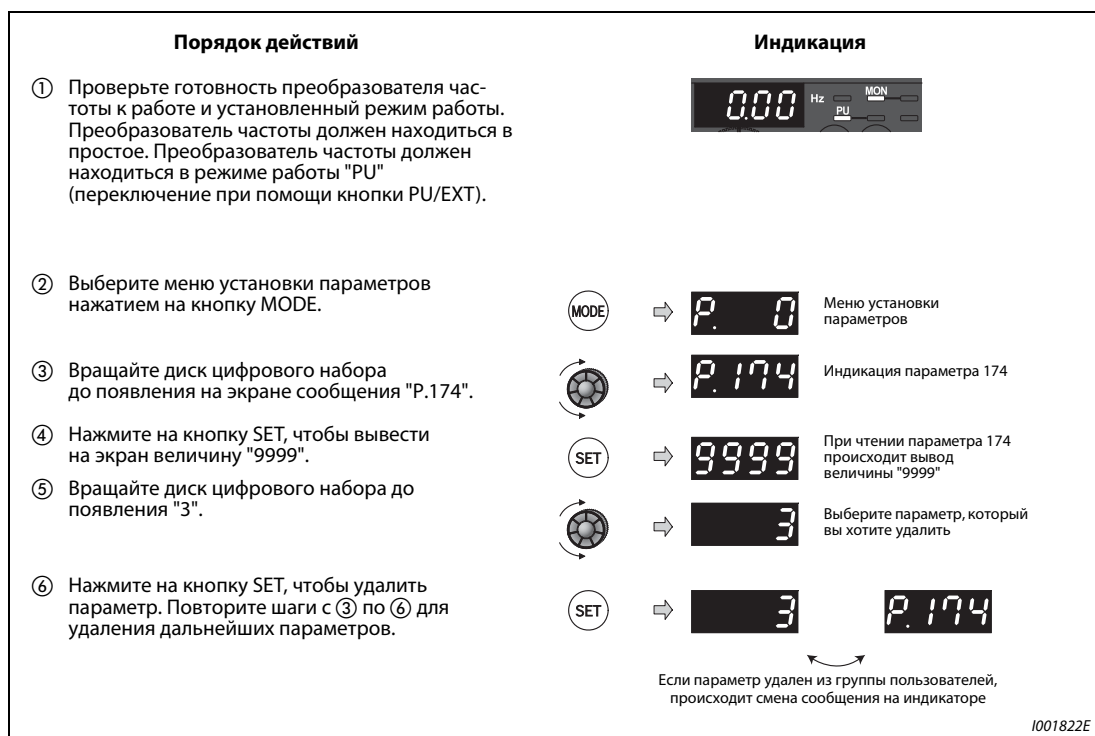 Порядок действий
Индикация
① Проверьте готовность преобразователя час-
тоты к работе и установленный режим работы.
Преобразователь частоты должен находиться в
простое. Преобразователь частоты должен
находиться в режиме работы "PU"
(переключение при помощи кнопки PU/EXT).
0.00 Hz MON
PU
② Выберите меню установки параметров
нажатием на кнопку MODE.
MODE
P. 0
Меню установки
параметров
③ Вращайте диск цифрового набора
до появления на экране сообщения "P.174".
P.174
Индикация параметра 174
④ Нажмите на кнопку SET, чтобы вывести
на экран величину "9999".
SET
9999
При чтении параметра 174
происходит вывод
величины "9999"
⑤ Вращайте диск цифрового набора до
появления "3".
3
Выберите параметр, который
вы хотите удалить
⑥ Нажмите на кнопку SET, чтобы удалить
параметр. Повторите шаги с ③ по ⑥ для
удаления дальнейших параметров.
SET
3
P.174
Если параметр удален из группы пользователей,
происходит смена сообщения на индикаторе
I001822E